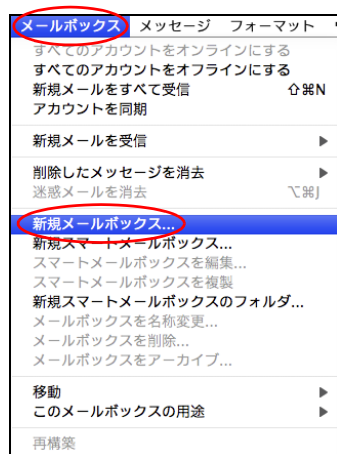 メールボックス メッセージ フォーマット
すべてのアカウントをオンラインにする
すべてのアカウントをオフラインにする
新規メールをすべて受信 ⇧⌘N
アカウントを同期
新規メールを受信 ▶
削除したメッセージを消去 ▶
迷惑メールを消去 ⌥⌘J
新規メールボックス...
新規スマートメールボックス...
スマートメールボックスを編集...
スマートメールボックスを複製
新規スマートメールボックスのフォルダ...
メールボックスを名称変更...
メールボックスを削除...
メールボックスをアーカイブ...
移動 ▶
このメールボックスの用途 ▶
再構築